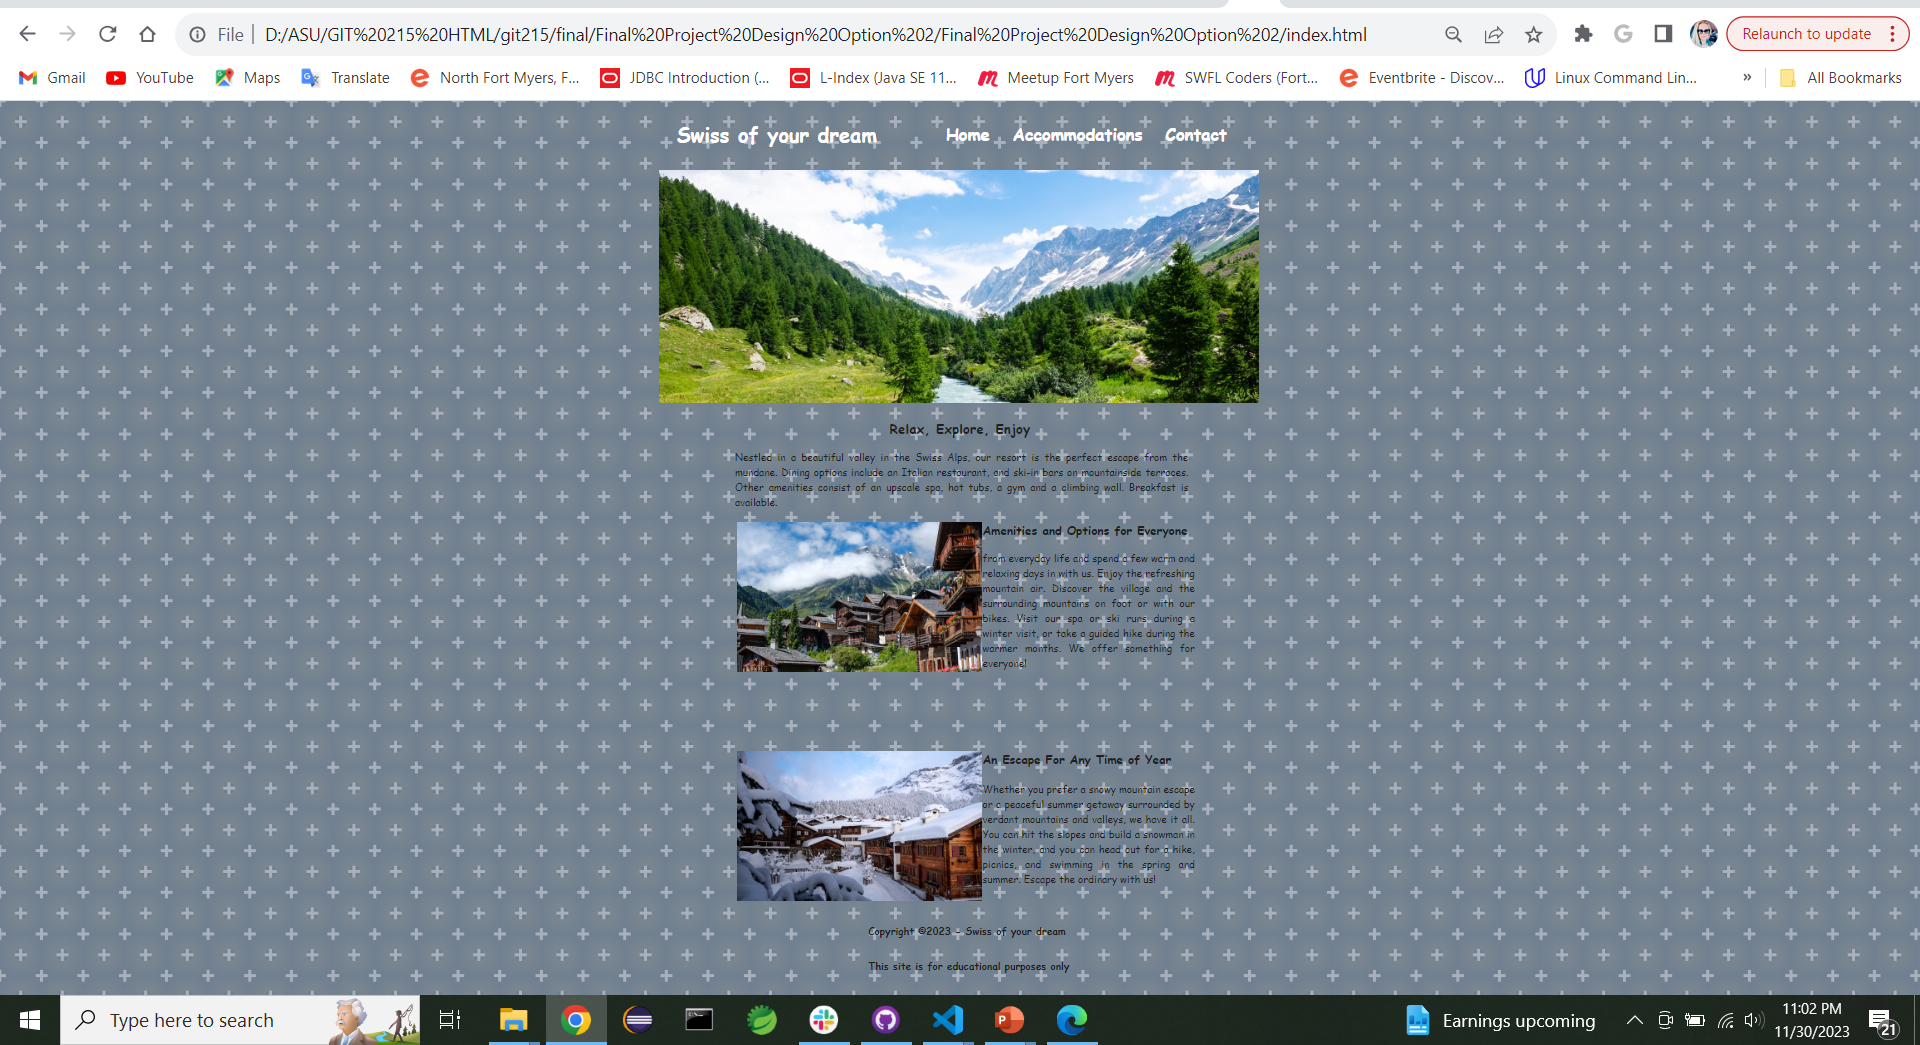 File
D:/ASU/GIT%20215%20HTML/git215/final/Final%20Project%20Design%20Option%202/Final%20Project%20Design%20Option%202/index.html
Relaunch to update
Gmail
YouTube
Maps
Translate
North Fort Myers, F...
JDBC Introduction (...
L-Index (Java SE 11...
Meetup Fort Myers
SWFL Coders (Fort...
Eventbrite - Discov...
Linux Command Lin...
»
All Bookmarks
Swiss of your dream
Home
Accommodations
Contact
Relax, Explore, Enjoy
Nestled in a beautiful valley in the Swiss Alps, our resort is the perfect escape from the
mundane. Dining options include an Italian restaurant, and ski-in bars on mountainside terraces.
Other amenities consist of an upscale spa, hot tubs, a gym and a climbing wall. Breakfast is
available.
Amenities and Options for Everyone
from everyday life and spend a few warm and
relaxing days in with us. Enjoy the refreshing
mountain air. Discover the village and the
surrounding mountains on foot or with our
bikes. Visit our spa or ski runs during a
winter visit, or take a guided hike during the
warmer months. We offer something for
everyone!
An Escape For Any Time of Year
Whether you prefer a snowy mountain escape
or a peaceful summer getaway surrounded by
verdant mountains and valleys, we have it all.
You can hit the slopes and build a snowman in
the winter, and you can head out for a hike,
picnics, and swimming in the spring and
summer. Escape the ordinary with us!
Copyright ©2023 - Swiss of your dream
This site is for educational purposes only
Type here to search
Earnings upcoming
11:02 PM
11/30/2023
21